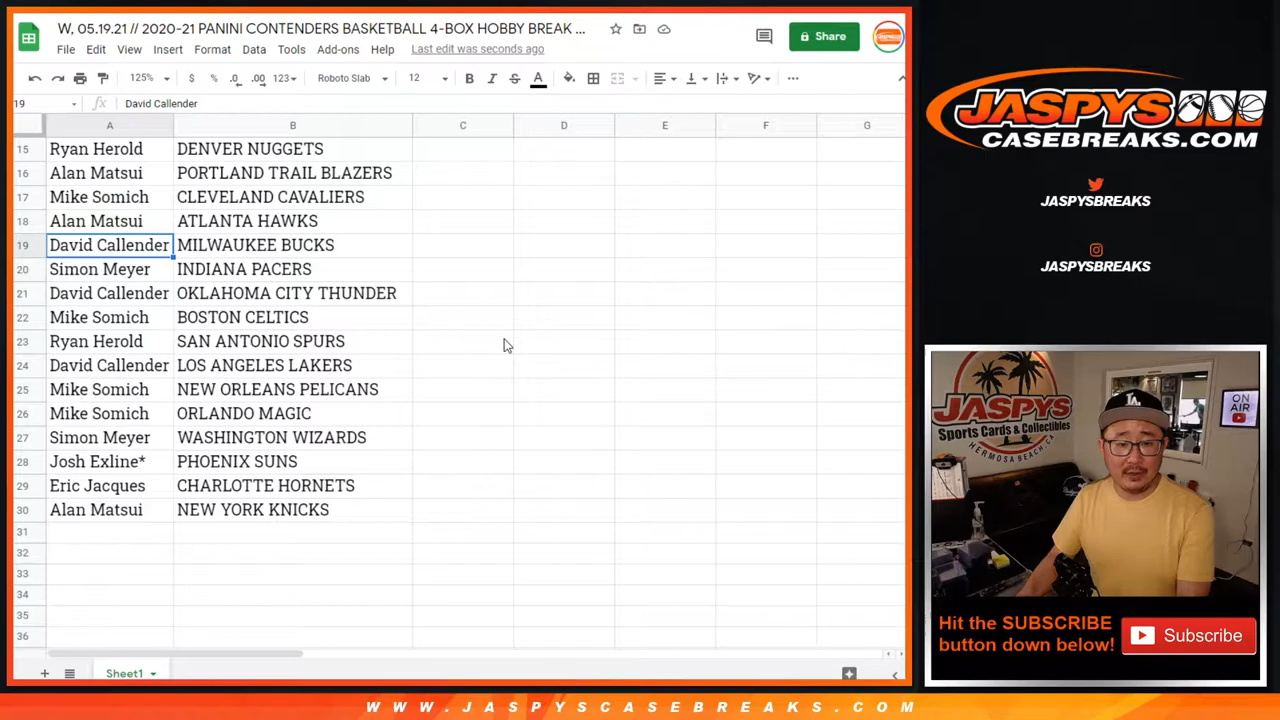 W, 05.19.21 // 2020-21 PANINI CONTENDERS BASKETBALL 4-BOX HOBBY BREAK ...
File Edit View Insert Format Data Tools Add-ons Help Last edit was seconds ago
Share
125% $ % .0 .00 123 Roboto Slab 12 B I S A
19 fx David Callender
A B C D E F G
15 Ryan Herold DENVER NUGGETS
16 Alan Matsui PORTLAND TRAIL BLAZERS
17 Mike Somich CLEVELAND CAVALIERS
18 Alan Matsui ATLANTA HAWKS
19 David Callender MILWAUKEE BUCKS
20 Simon Meyer INDIANA PACERS
21 David Callender OKLAHOMA CITY THUNDER
22 Mike Somich BOSTON CELTICS
23 Ryan Herold SAN ANTONIO SPURS
24 David Callender LOS ANGELES LAKERS
25 Mike Somich NEW ORLEANS PELICANS
26 Mike Somich ORLANDO MAGIC
27 Simon Meyer WASHINGTON WIZARDS
28 Josh Exline* PHOENIX SUNS
29 Eric Jacques CHARLOTTE HORNETS
30 Alan Matsui NEW YORK KNICKS
31
32
33
34
35
36
Sheet1
JASPYS
CASEBREAKS.COM
JASPYSBREAKS
JASPYSBREAKS
JASPYS
Sports Cards & Collectibles
HERMOSA BEACH, CA
ON
AIR
LA
Hit the SUBSCRIBE
button down below!
Subscribe
WWW.JASPYSCASEBREAKS.COM